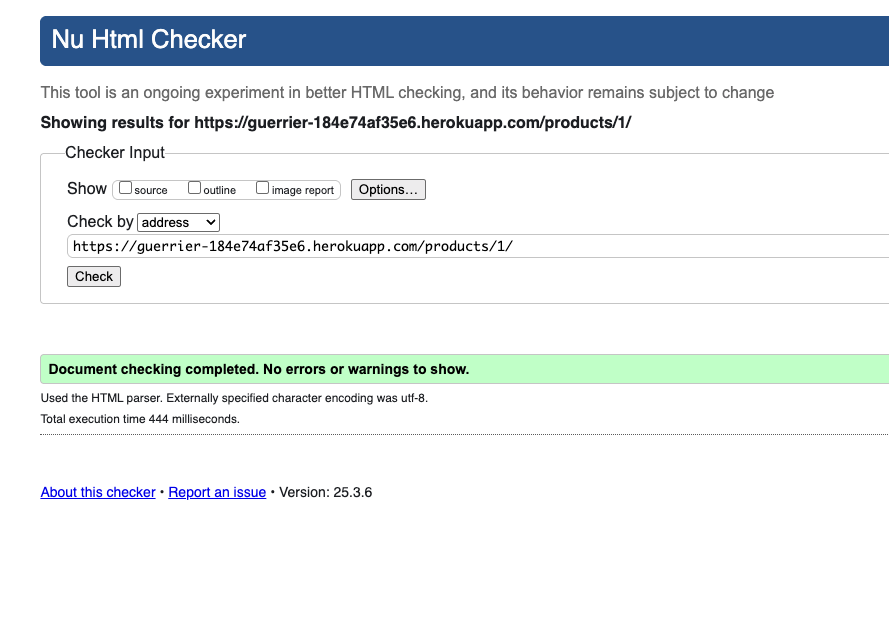 Nu Html Checker
This tool is an ongoing experiment in better HTML checking, and its behavior remains subject to change
Showing results for https://guerrier-184e74af35e6.herokuapp.com/products/1/
Checker Input
Show source outline image report Options...
Check by address
https://guerrier-184e74af35e6.herokuapp.com/products/1/
Check
Document checking completed. No errors or warnings to show.
Used the HTML parser. Externally specified character encoding was utf-8.
Total execution time 444 milliseconds.
About this checker • Report an issue • Version: 25.3.6